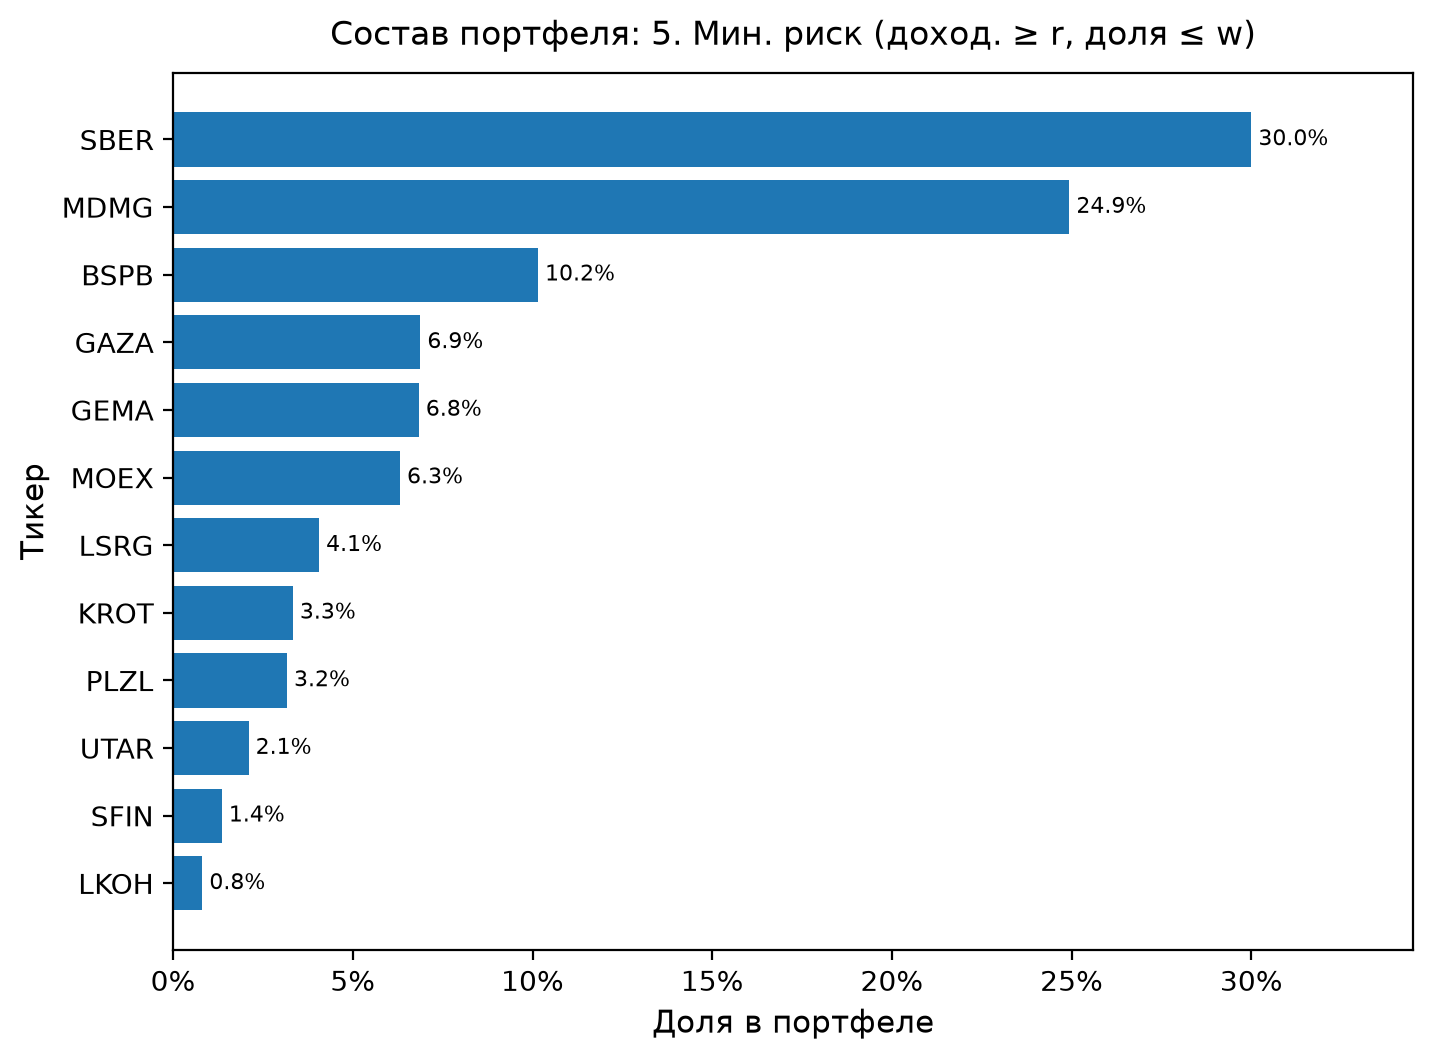 Состав портфеля: 5. Мин. риск (доход. ≥ r, доля ≤ w)
Тикер
SBER 30.0%
MDMG 24.9%
BSPB 10.2%
GAZA 6.9%
GEMA 6.8%
MOEX 6.3%
LSRG 4.1%
KROT 3.3%
PLZL 3.2%
UTAR 2.1%
SFIN 1.4%
LKOH 0.8%
0% 5% 10% 15% 20% 25% 30%
Доля в портфеле